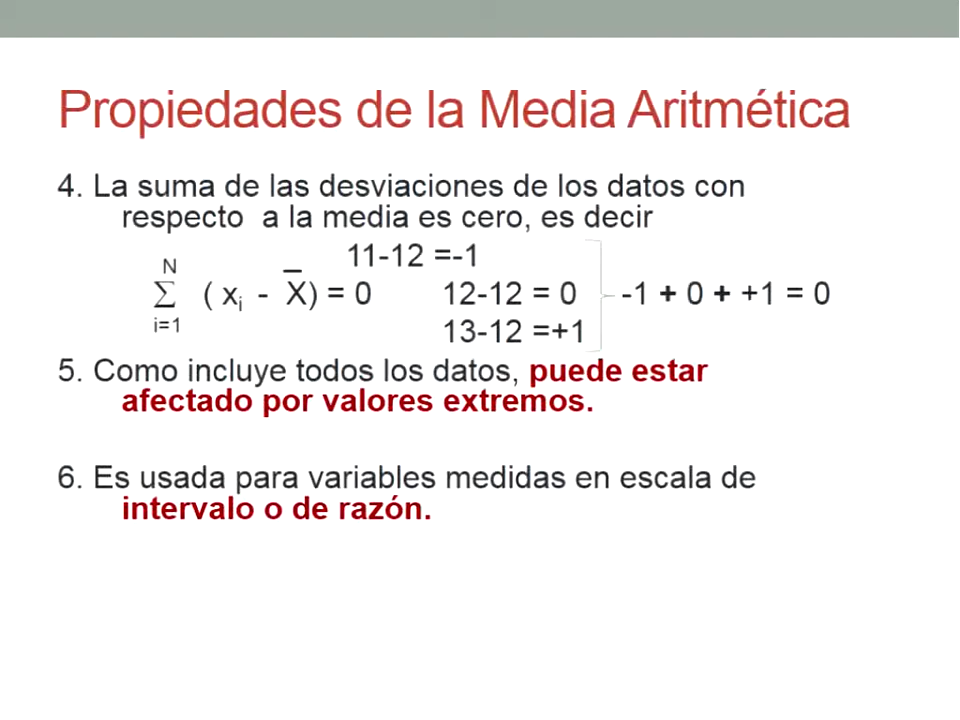 Propiedades de la Media Aritmética
4. La suma de las desviaciones de los datos con
respecto a la media es cero, es decir
11-12 =-1
N
Σ ( xᵢ - X̅) = 0 12-12 = 0 -1 + 0 + +1 = 0
i=1
13-12 =+1
5. Como incluye todos los datos, puede estar
afectado por valores extremos.
6. Es usada para variables medidas en escala de
intervalo o de razón.